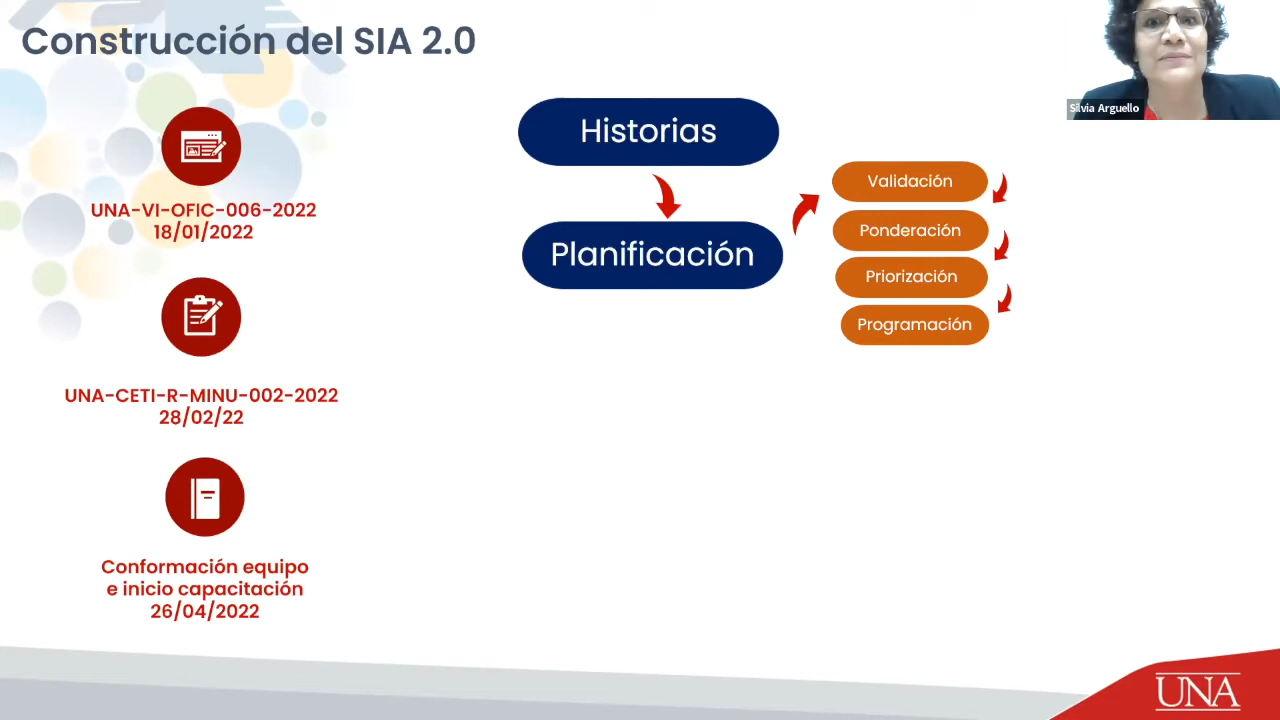 Construcción del SIA 2.0
Silvia Arguello
UNA-VI-OFIC-006-2022
18/01/2022
UNA-CETI-R-MINU-002-2022
28/02/22
Conformación equipo
e inicio capacitación
26/04/2022
Historias
Planificación
Validación
Ponderación
Priorización
Programación
UNA